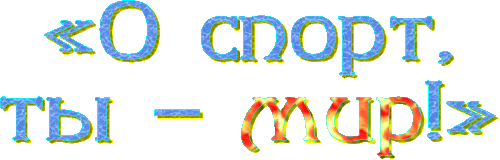 «О спорт,
ты – мир!»